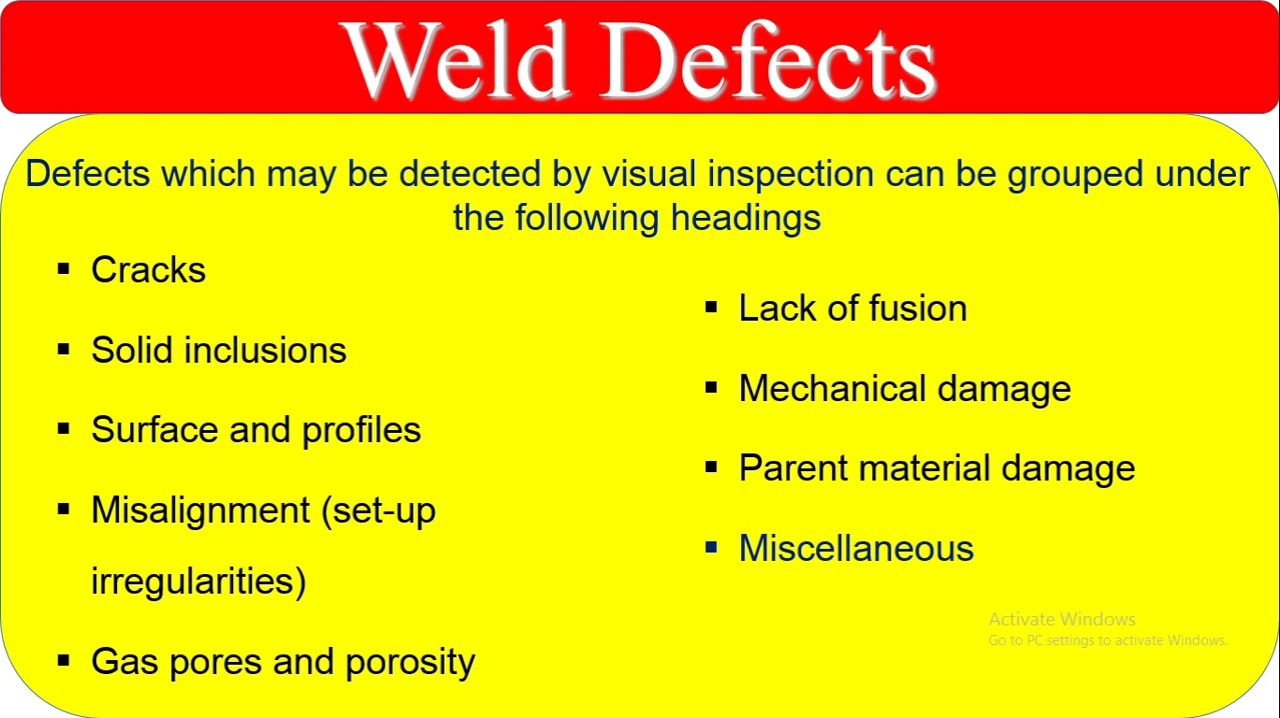 Weld Defects
Defects which may be detected by visual inspection can be grouped under
the following headings
▪ Cracks
▪ Solid inclusions
▪ Surface and profiles
▪ Misalignment (set-up
irregularities)
▪ Gas pores and porosity
▪ Lack of fusion
▪ Mechanical damage
▪ Parent material damage
▪ Miscellaneous
Activate Windows
Go to PC settings to activate Windows.